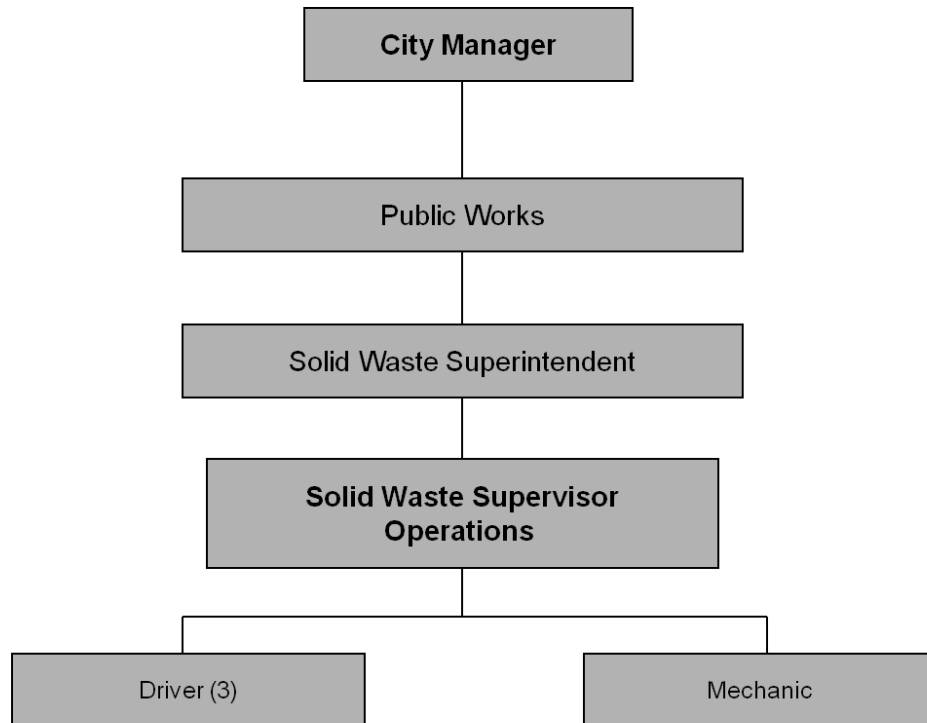 City Manager
Public Works
Solid Waste Superintendent
Solid Waste Supervisor
Operations
Driver (3)
Mechanic